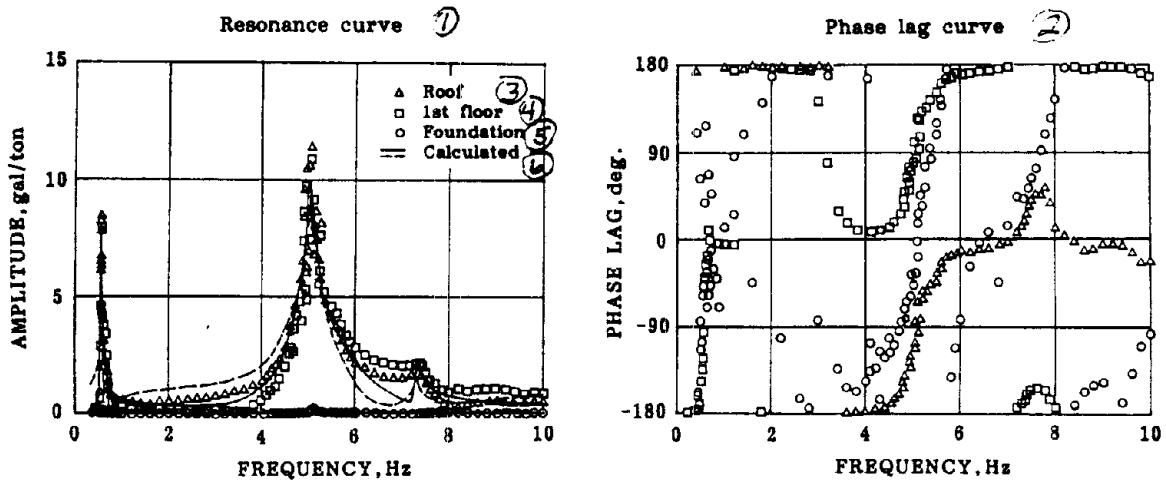 Resonance curve ①
15
10
5
0
AMPLITUDE, gal/ton
△ Roof ③
□ 1st floor ④
○ Foundation ⑤
Calculated ⑥
0 2 4 6 8 10
FREQUENCY, Hz
Phase lag curve ②
180
90
0
-90
-180
PHASE LAG, deg.
0 2 4 6 8 10
FREQUENCY, Hz